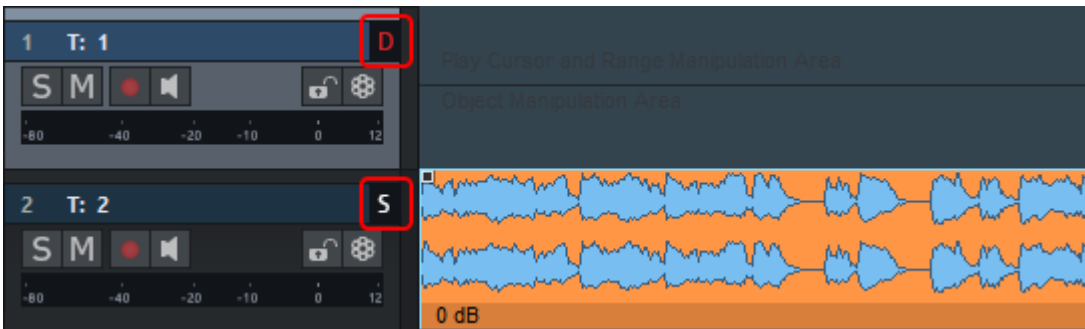 1 T: 1 D
Play Cursor and Range Manipulation Area
S M
Object Manipulation Area
-80 -40 -20 -10 0 12
2 T: 2 S
S M
-80 -40 -20 -10 0 12
0 dB